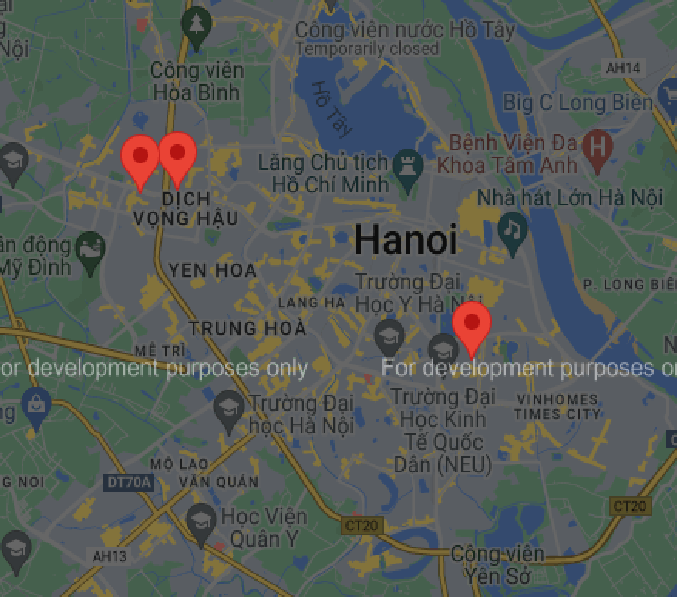 ại
Nội
Công viên nước Hồ Tây
Temporarily closed
Công viên
Hòa Bình
AH14
Hồ Tây
Big C Long Biên
Bệnh Viện Đa
Khoa Tâm Anh
Lăng Chủ tịch
Hồ Chí Minh
Nhà hát Lớn Hà Nội
DỊCH
VỌNG HẬU
Hanoi
ân động
Mỹ Đình
YEN HOA
Trường Đại
Học Y Hà Nội
P. LONG BIÊ
LANG HA
TRUNG HOÀ
MỄ TRÌ
N
or development purposes only
For development purposes or
g
Trường Đại
học Hà Nội
Trường Đại
Học Kinh
Tế Quốc
Dân (NEU)
VINHOMES
TIMES CITY
MỘ LAO
VĂN QUÁN
G NOI
DT70A
Học Viện
Quân Y
CT20
CT20
AH13
Công viên
Yên Sở